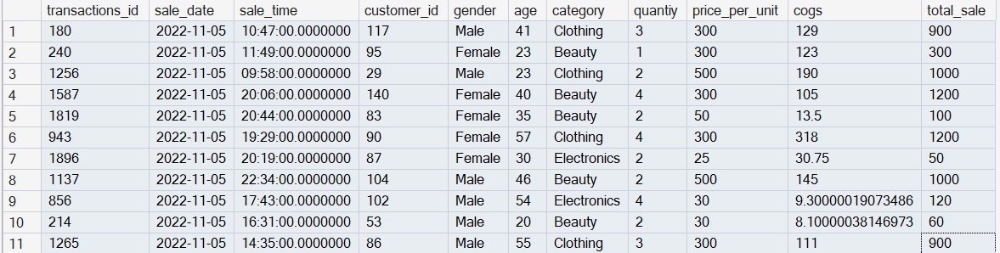 transactions_id sale_date sale_time customer_id gender age category quantiy price_per_unit cogs total_sale
1 180 2022-11-05 10:47:00.0000000 117 Male 41 Clothing 3 300 129 900
2 240 2022-11-05 11:49:00.0000000 95 Female 23 Beauty 1 300 123 300
3 1256 2022-11-05 09:58:00.0000000 29 Male 23 Clothing 2 500 190 1000
4 1587 2022-11-05 20:06:00.0000000 140 Female 40 Beauty 4 300 105 1200
5 1819 2022-11-05 20:44:00.0000000 83 Female 35 Beauty 2 50 13.5 100
6 943 2022-11-05 19:29:00.0000000 90 Female 57 Clothing 4 300 318 1200
7 1896 2022-11-05 20:19:00.0000000 87 Female 30 Electronics 2 25 30.75 50
8 1137 2022-11-05 22:34:00.0000000 104 Male 46 Beauty 2 500 145 1000
9 856 2022-11-05 17:43:00.0000000 102 Male 54 Electronics 4 30 9.30000019073486 120
10 214 2022-11-05 16:31:00.0000000 53 Male 20 Beauty 2 30 8.10000038146973 60
11 1265 2022-11-05 14:35:00.0000000 86 Male 55 Clothing 3 300 111 900